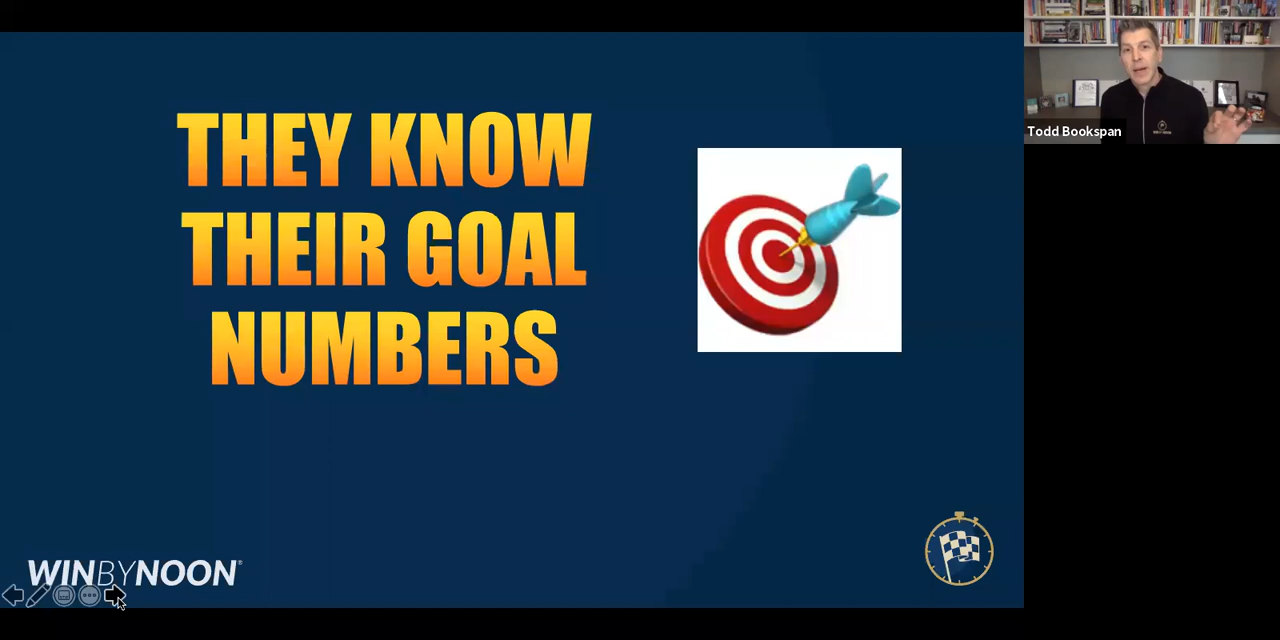 THEY KNOW
THEIR GOAL
NUMBERS
WINBYNOON®
Todd Bookspan